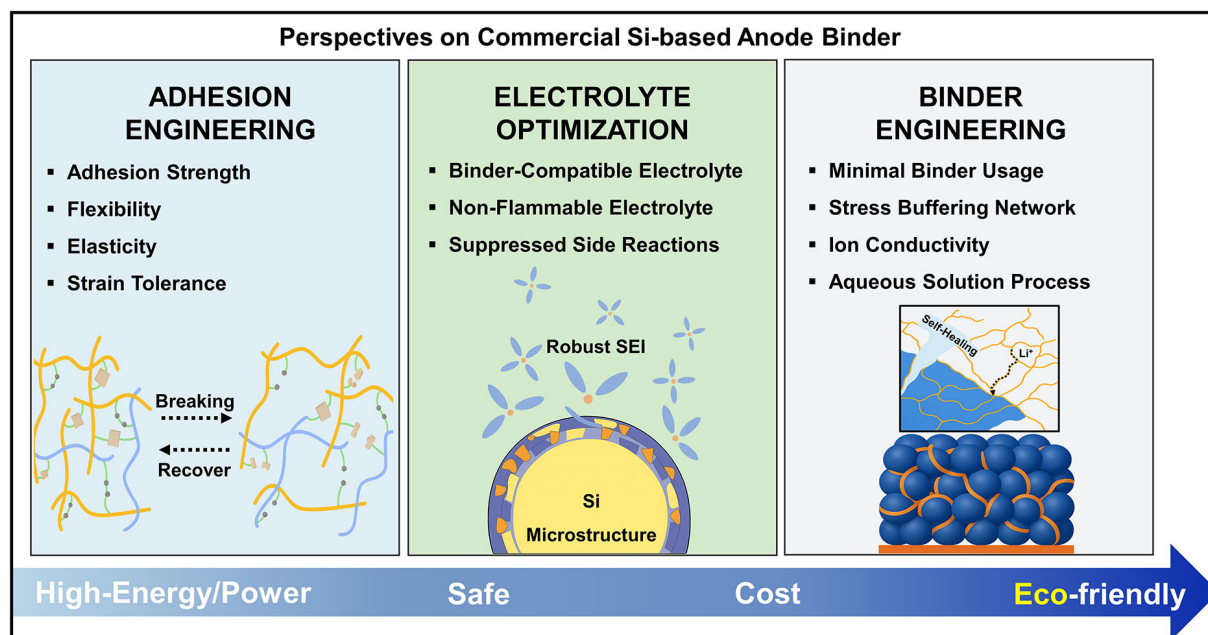 Perspectives on Commercial Si-based Anode Binder
ADHESION
ENGINEERING
▪ Adhesion Strength
▪ Flexibility
▪ Elasticity
▪ Strain Tolerance
Breaking
Recover
ELECTROLYTE
OPTIMIZATION
▪ Binder-Compatible Electrolyte
▪ Non-Flammable Electrolyte
▪ Suppressed Side Reactions
Robust SEI
Si
Microstructure
BINDER
ENGINEERING
▪ Minimal Binder Usage
▪ Stress Buffering Network
▪ Ion Conductivity
▪ Aqueous Solution Process
Self-Healing
Li⁺
High-Energy/Power Safe Cost Eco-friendly